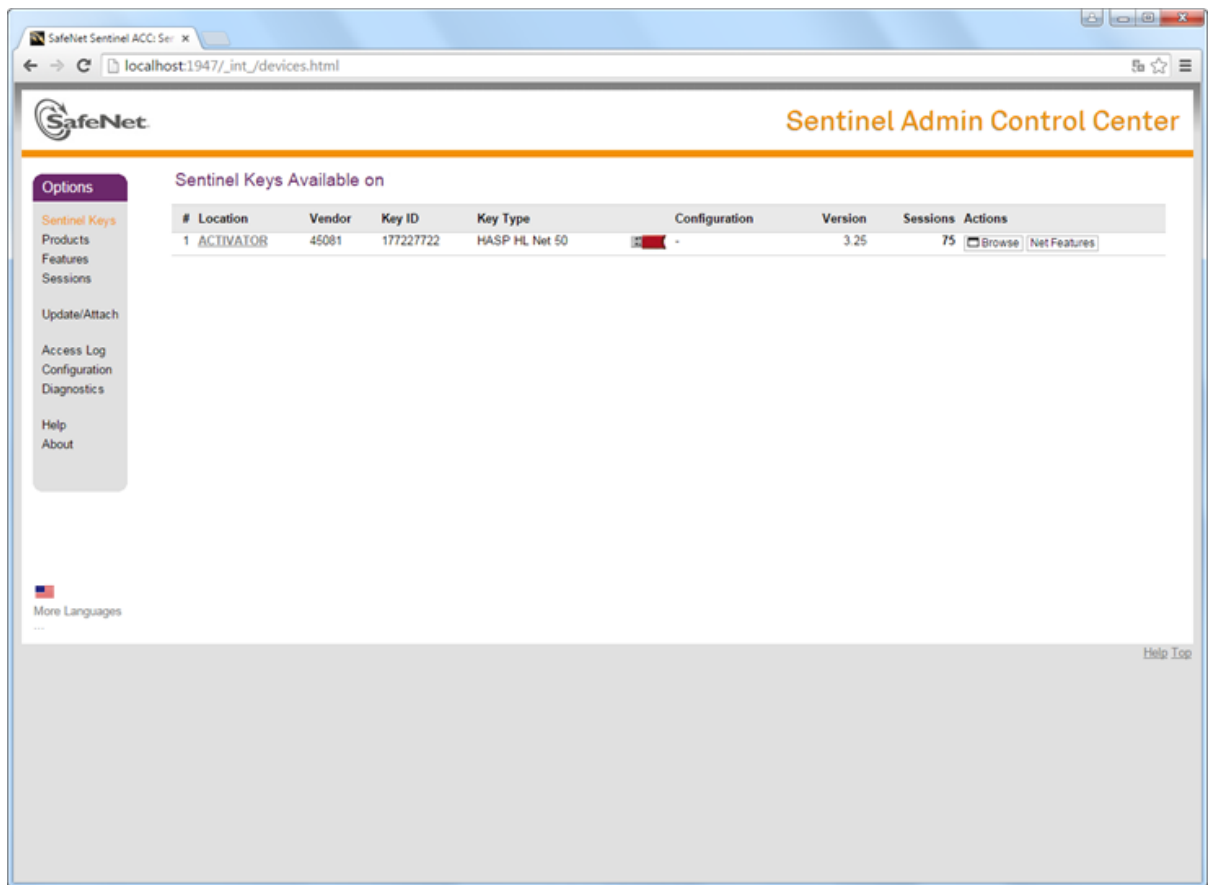 SafeNet Sentinel ACC: Ser
localhost:1947/_int_/devices.html
SafeNet.
Sentinel Admin Control Center
Options
Sentinel Keys
Products
Features
Sessions
Update/Attach
Access Log
Configuration
Diagnostics
Help
About
More Languages
...
Sentinel Keys Available on
# Location Vendor Key ID Key Type Configuration Version Sessions Actions
1 ACTIVATOR 45081 177227722 HASP HL Net 50 - 3.25 75 Browse Net Features
Help Top